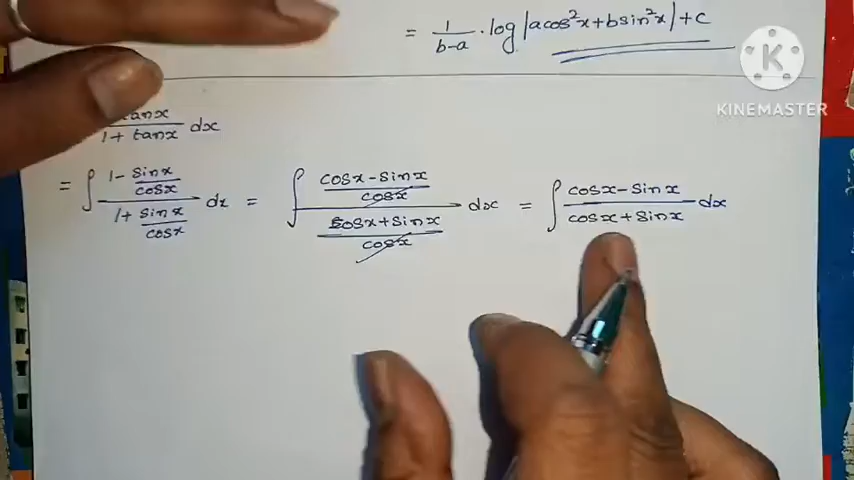 = 1/(b-a) . log |acos²x+bsin²x| + c
K
KINEMASTER
tanx / 1 + tanx dx
= ∫ (1 - sinx/cosx) / (1 + sinx/cosx) dx = ∫ ((cosx - sinx)/cosx) / ((cosx + sinx)/cosx) dx = ∫ (cosx - sinx) / (cosx + sinx) dx